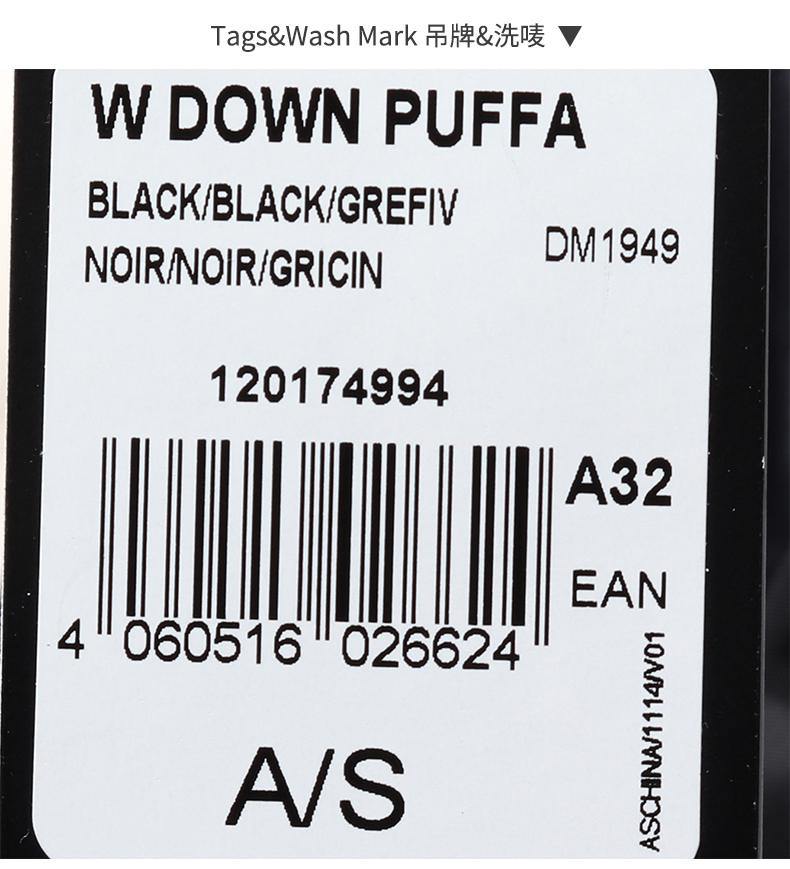 Tags&Wash Mark 吊牌&洗唛 ▼
W DOWN PUFFA
BLACK/BLACK/GREFIV
NOIR/NOIR/GRICIN
DM1949
120174994
A32
EAN
4 060516 026624
A/S
ASCHINA/1114/V01